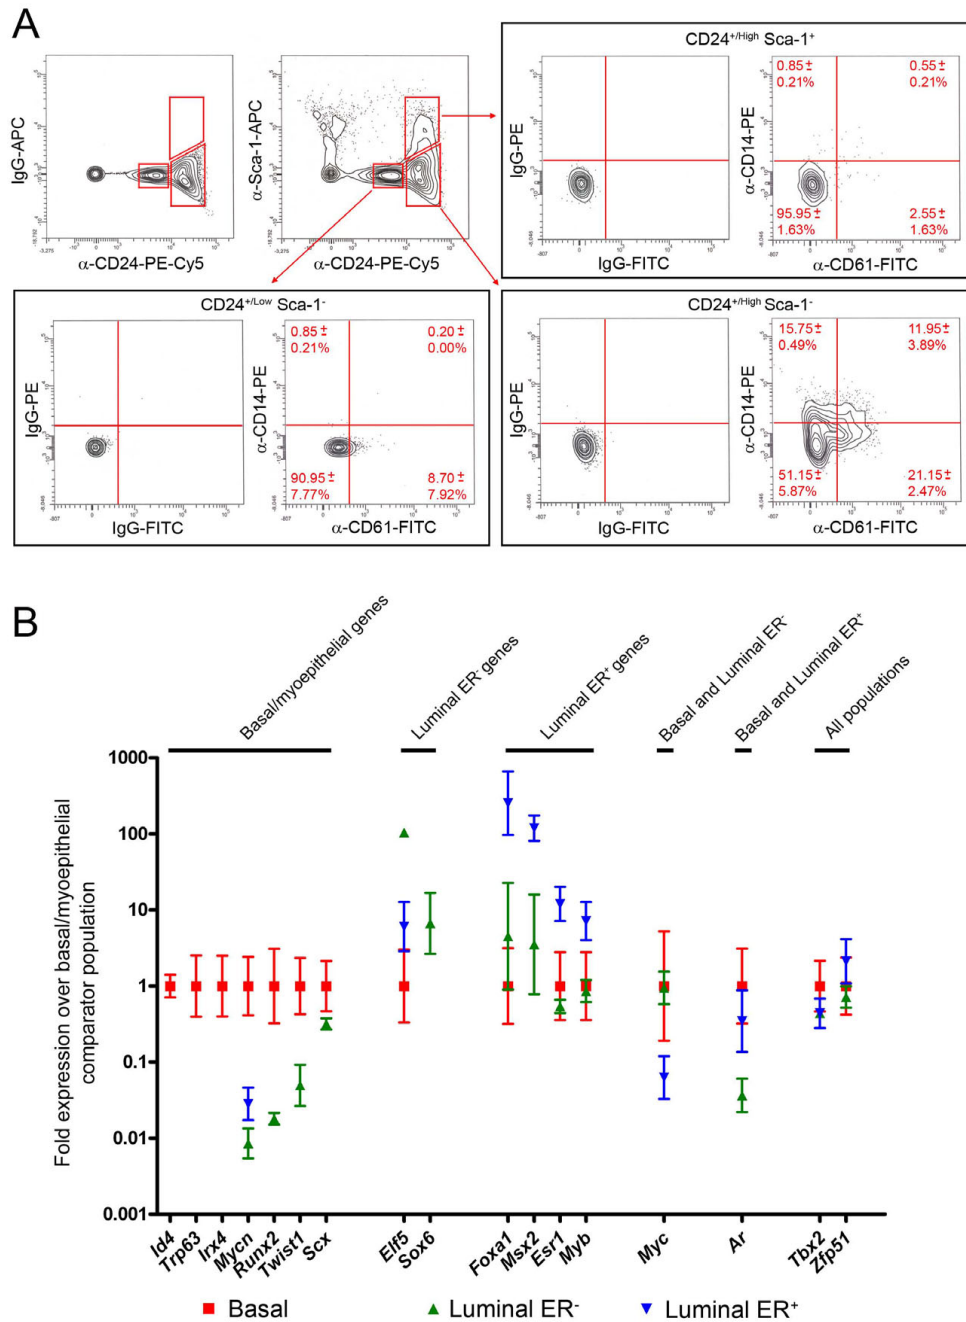 A
IgG-APC
α-CD24-PE-Cy5
α-Sca-1-APC
α-CD24-PE-Cy5
CD24+/High Sca-1+
IgG-PE
IgG-FITC
α-CD14-PE
0.85 ± 0.21%
0.55 ± 0.21%
95.95 ± 1.63%
2.55 ± 1.63%
α-CD61-FITC
CD24+/Low Sca-1-
IgG-PE
IgG-FITC
α-CD14-PE
0.85 ± 0.21%
0.20 ± 0.00%
90.95 ± 7.77%
8.70 ± 7.92%
α-CD61-FITC
CD24+/High Sca-1-
IgG-PE
IgG-FITC
α-CD14-PE
15.75 ± 0.49%
11.95 ± 3.89%
51.15 ± 5.87%
21.15 ± 2.47%
α-CD61-FITC
B
Basal/myoepithelial genes
Luminal ER- genes
Luminal ER+ genes
Basal and Luminal ER-
Basal and Luminal ER+
All populations
Fold expression over basal/myoepithelial
comparator population
1000
100
10
1
0.1
0.01
0.001
Id4
Trp63
Irx4
Mycn
Runx2
Twist1
Scx
Elf5
Sox6
Foxa1
Msx2
Esr1
Myb
Myc
Ar
Tbx2
Zfp51
Basal
Luminal ER-
Luminal ER+